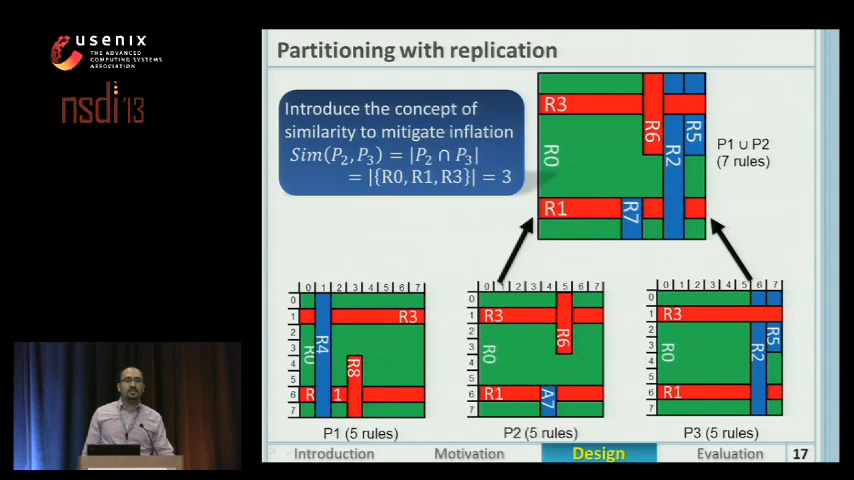 usenix
THE ADVANCED
COMPUTING SYSTEMS
ASSOCIATION
nsdi'13
Partitioning with replication
Introduce the concept of
similarity to mitigate inflation
Sim(P₂, P₃) = |P₂ ∩ P₃|
= |{R0, R1, R3}| = 3
R3
R6
R5
R0
R2
R1
R7
P1 ∪ P2
(7 rules)
0 1 2 3 4 5 6 7
0
1
2
3
4
5
6
7
R3
R4
R0
R8
R 1
P1 (5 rules)
0 1 2 3 4 5 6 7
0
1
2
3
4
5
6
7
R3
R6
R0
R1
A7
P2 (5 rules)
0 1 2 3 4 5 6 7
0
1
2
3
4
5
6
7
R3
R5
R0
R2
R1
P3 (5 rules)
Introduction Motivation Design Evaluation 17